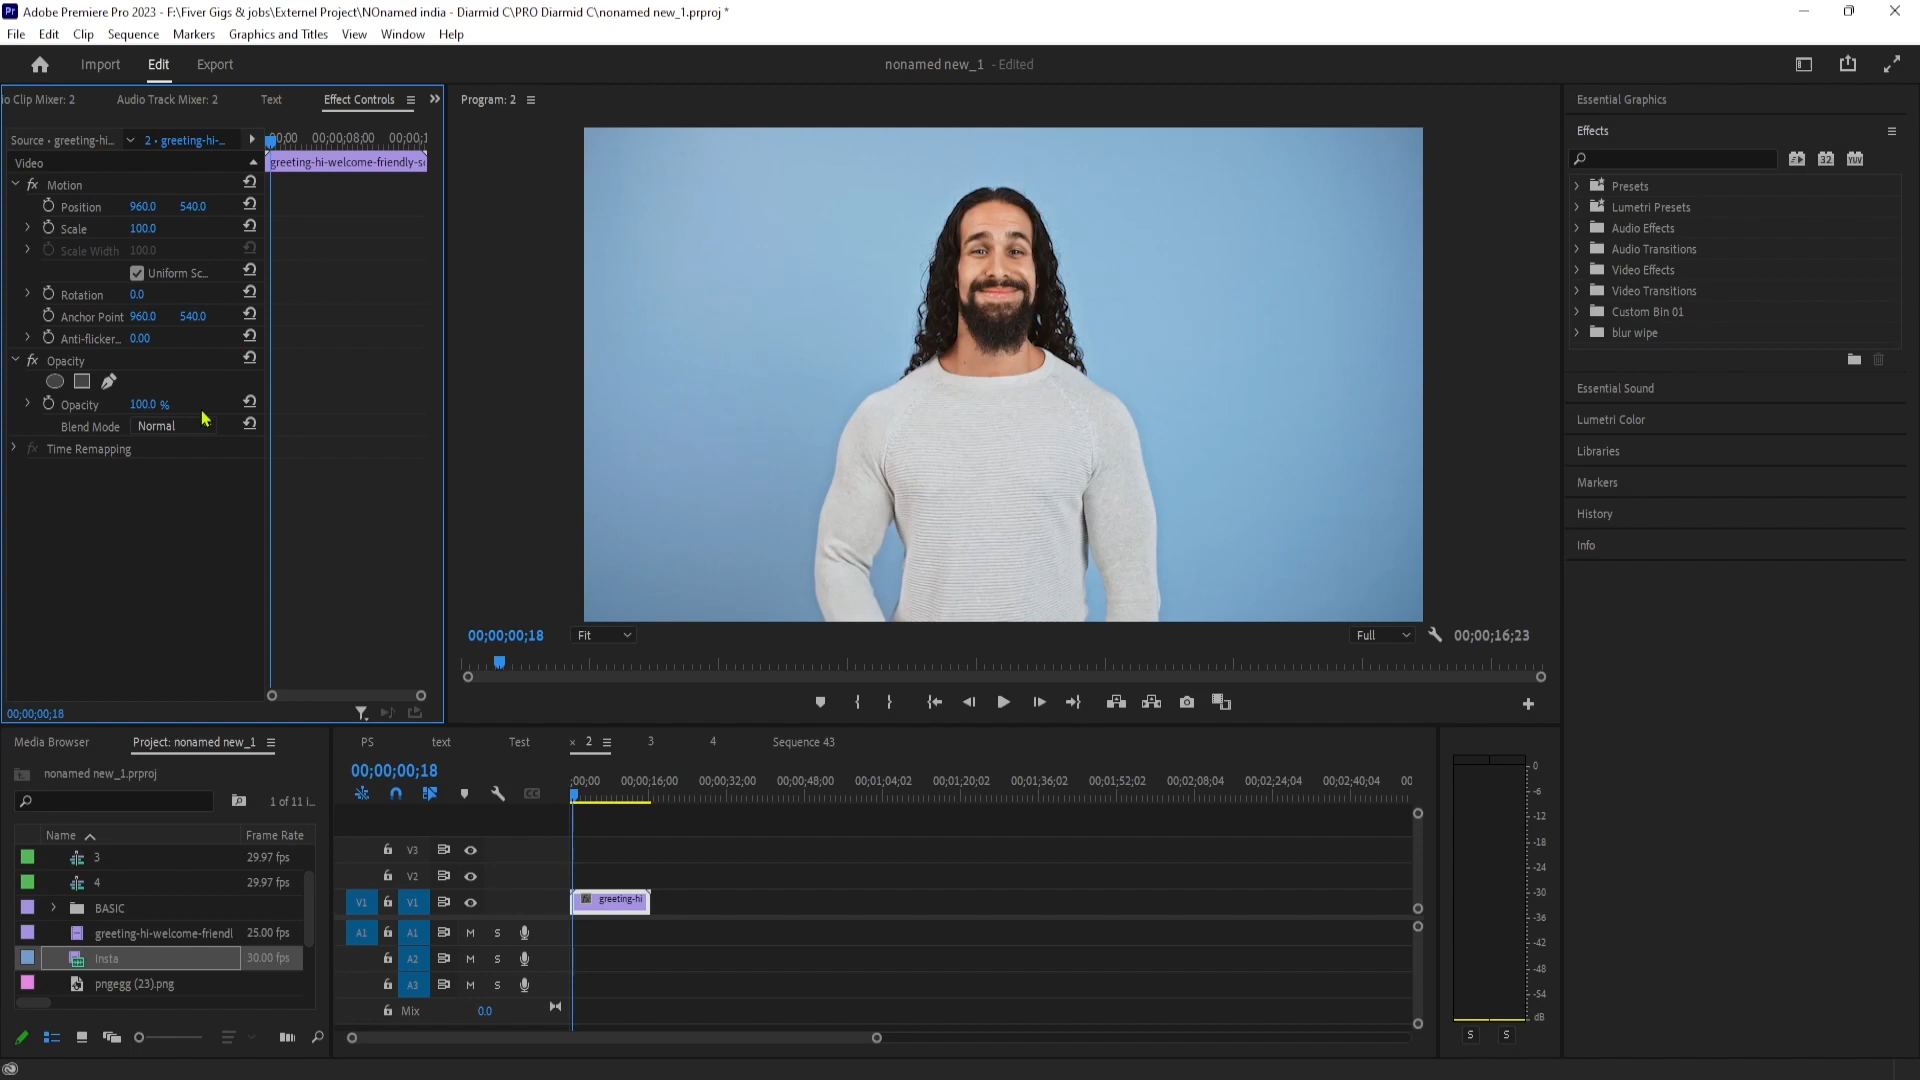 Adobe Premiere Pro 2023 - F:\Fiver Gigs & jobs\Externel Project\NOnamed india - Diarmid C\PRO Diarmid C\nonamed new_1.prproj *
File Edit Clip Sequence Markers Graphics and Titles View Window Help
Import Edit Export
nonamed new_1 - Edited
io Clip Mixer: 2 Audio Track Mixer: 2 Text Effect Controls
Source • greeting-hi... 2 • greeting-hi-...
;00;00 00;00;08;00 00;00;1
Video
greeting-hi-welcome-friendly-s
fx Motion
Position 960.0 540.0
Scale 100.0
Scale Width 100.0
Uniform Sc...
Rotation 0.0
Anchor Point 960.0 540.0
Anti-flicker... 0.00
fx Opacity
Opacity 100.0 %
Blend Mode Normal
fx Time Remapping
00;00;00;18
Program: 2
00;00;00;18 Fit Full 00;00;16;23
Essential Graphics
Effects
32 YUV
Presets
Lumetri Presets
Audio Effects
Audio Transitions
Video Effects
Video Transitions
Custom Bin 01
blur wipe
Essential Sound
Lumetri Color
Libraries
Markers
History
Info
Media Browser Project: nonamed new_1
nonamed new_1.prproj
1 of 11 i...
Name Frame Rate
3 29.97 fps
4 29.97 fps
BASIC
greeting-hi-welcome-friendl 25.00 fps
Insta 30.00 fps
pngegg (23).png
PS text Test × 2 3 4 Sequence 43
00;00;00;18
;00;00 00;00;16;00 00;00;32;00 00;00;48;00 00;01;04;02 00;01;20;02 00;01;36;02 00;01;52;02 00;02;08;04 00;02;24;04 00;02;40;04 00
V3
V2
V1 V1 greeting-hi
A1 A1 M S
A2 M S
A3 M S
Mix 0.0
0
-6
-12
-18
-24
-30
-36
-42
-48
-54
dB
S S